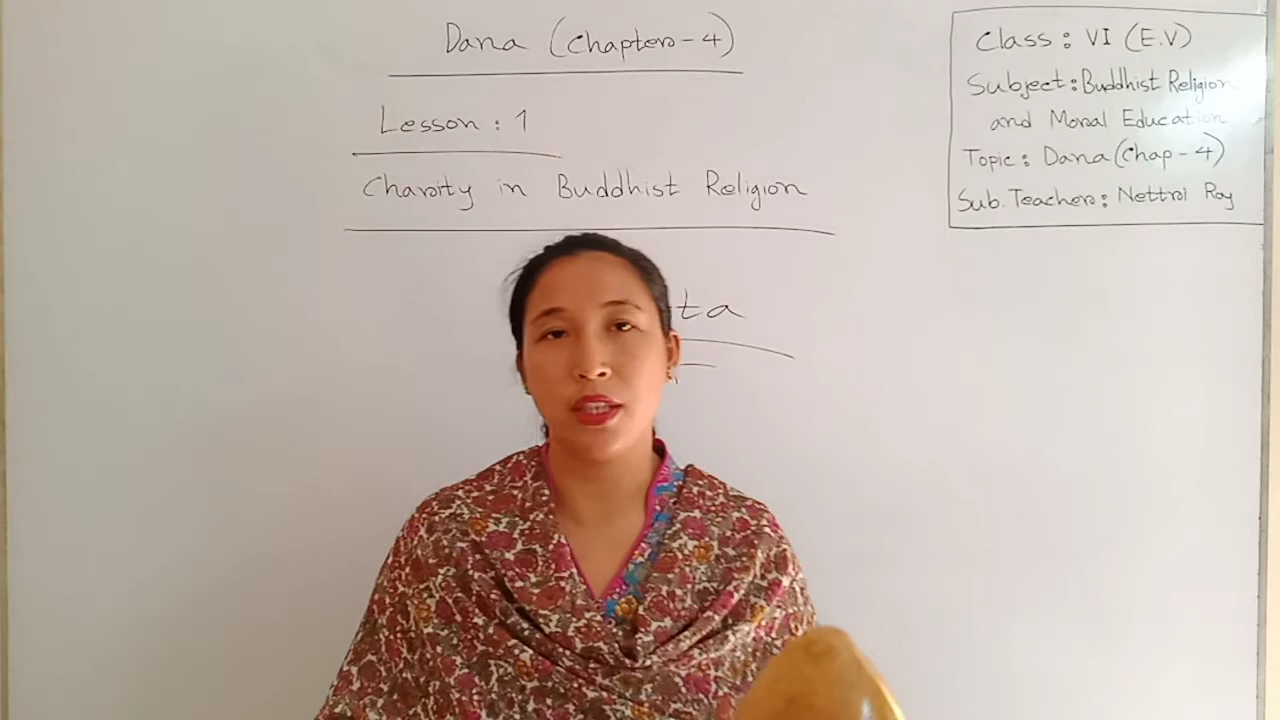 Dana (Chapter-4)
Lesson : 1
Charity in Buddhist Religion
Class : VI (E.V)
Subject : Buddhist Religion
and Moral Education
Topic : Dana (Chap-4)
Sub. Teacher : Nettroi Roy